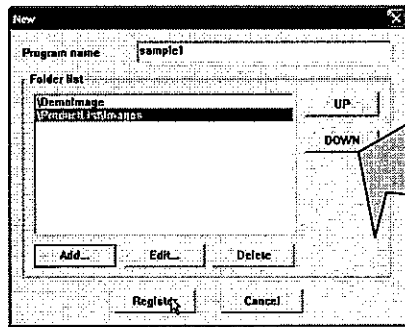 New
Program name
sample1
Folder list
\DemoImage
\ProductList\Images
UP
DOWN
Add...
Edit...
Delete
Register
Cancel